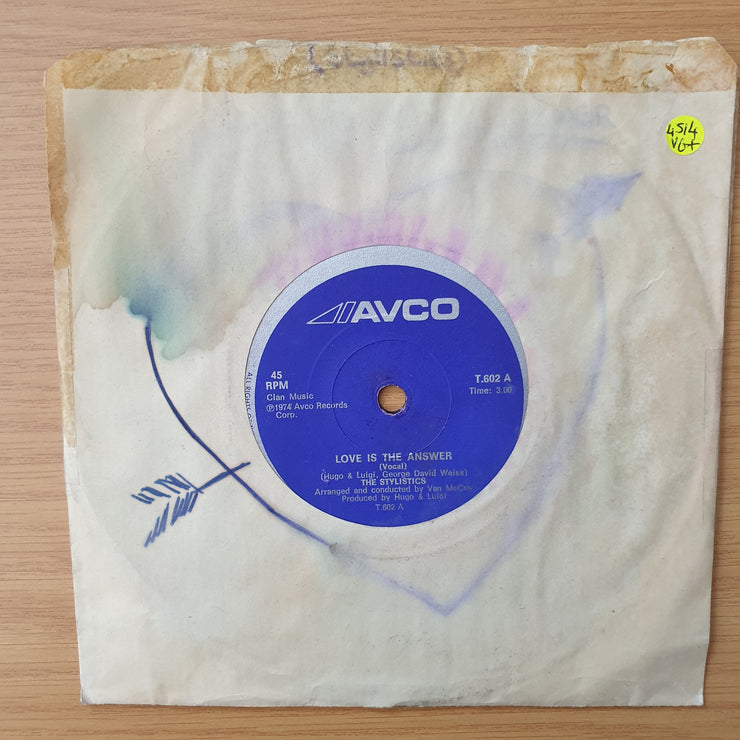 4514
VG+
AVCO
45
RPM
T.602 A
Clan Music
Time: 3.00
℗1974 Avco Records
Corp.
ALL RIGHTS
LOVE IS THE ANSWER
(Vocal)
(Hugo & Luigi, George David Weiss)
THE STYLISTICS
Arranged and conducted by Van McCoy
Produced by Hugo & Luigi
T.602 A